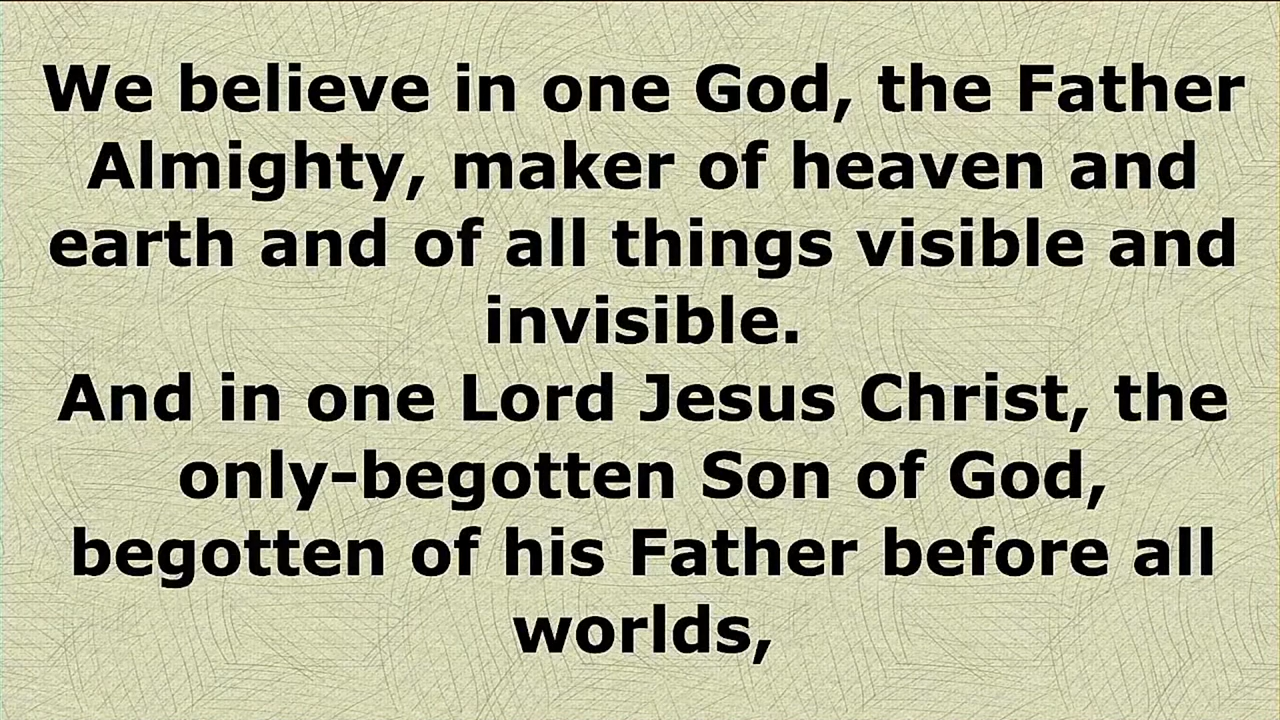 We believe in one God, the Father
Almighty, maker of heaven and
earth and of all things visible and
invisible.
And in one Lord Jesus Christ, the
only-begotten Son of God,
begotten of his Father before all
worlds,